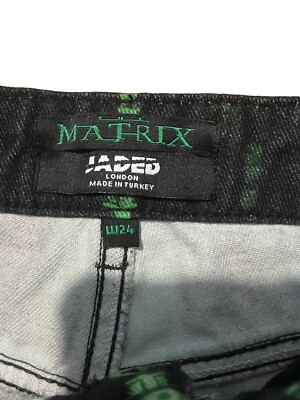 MATRIX
JADED
LONDON
MADE IN TURKEY
W24